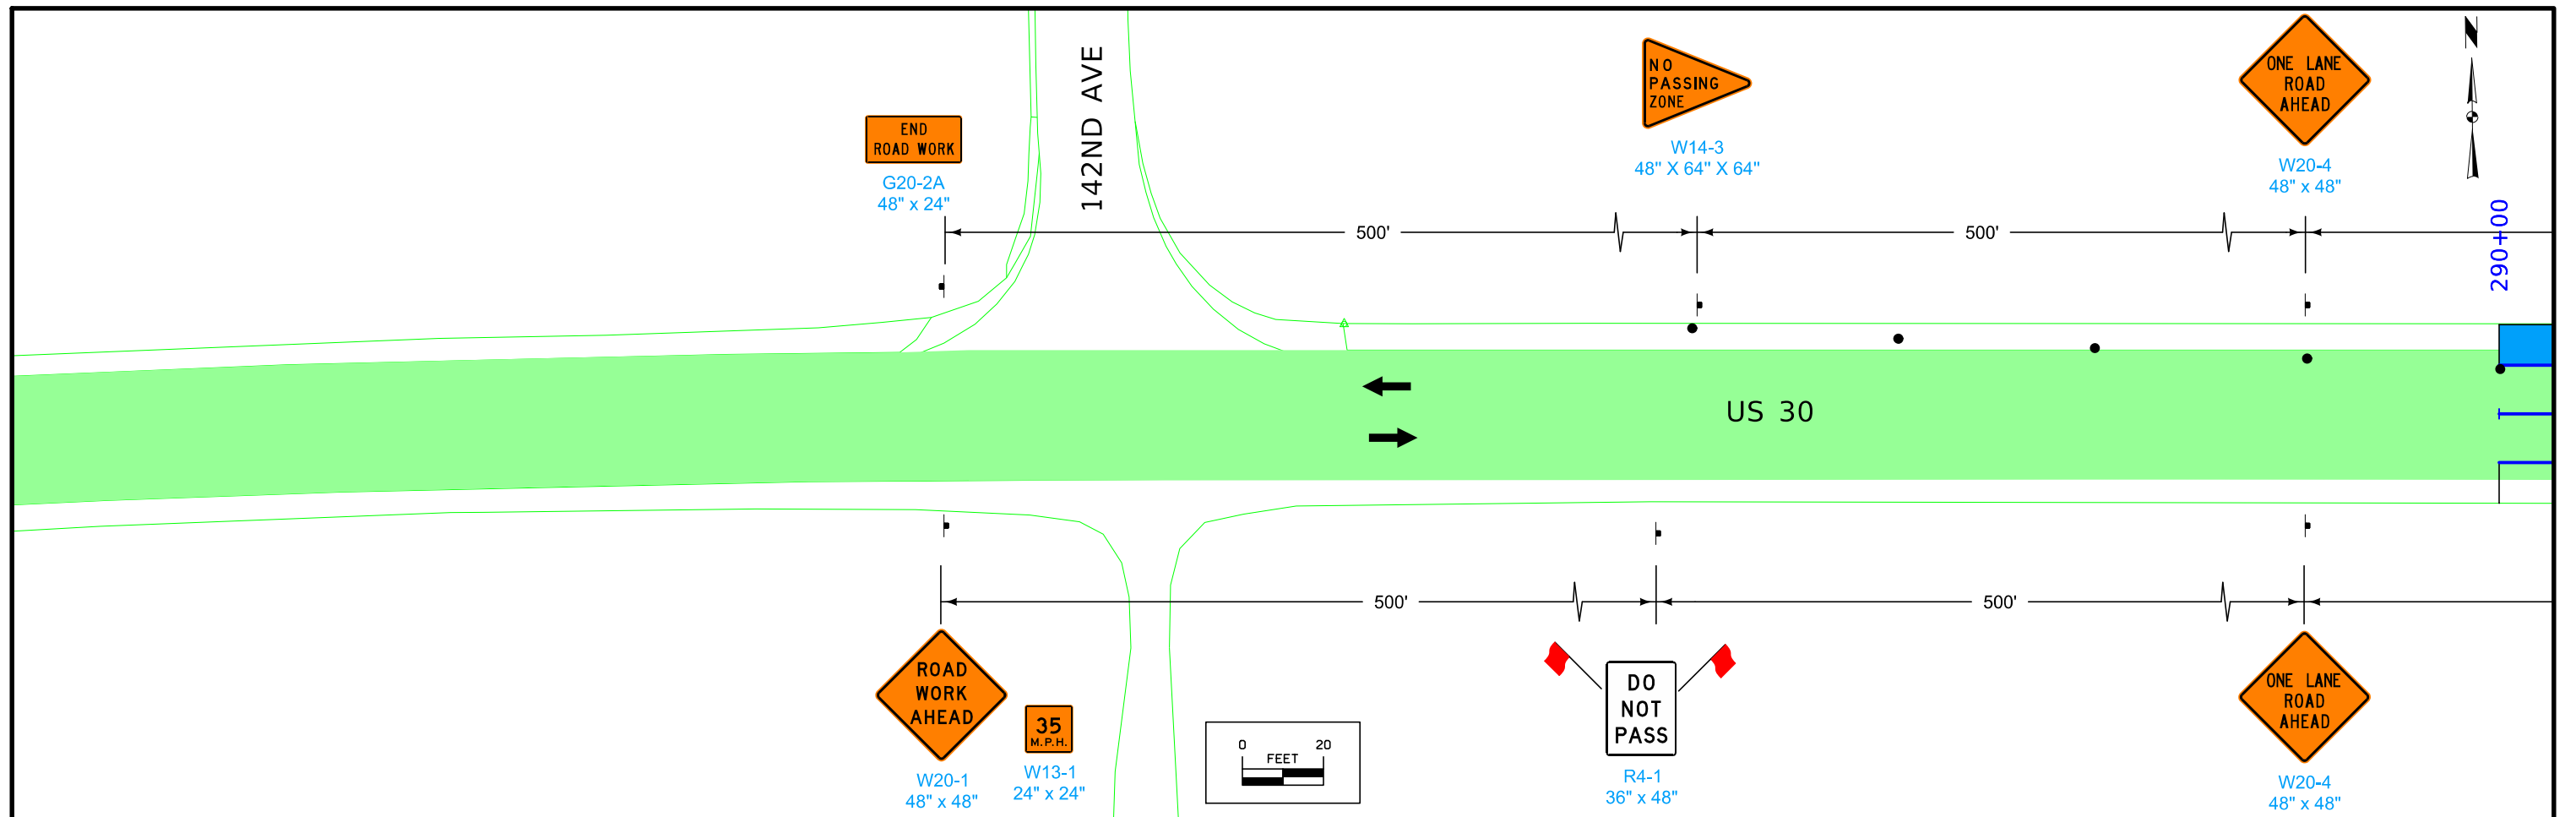 142ND AVE
END
ROAD WORK
G20-2A
48" x 24"
NO
PASSING
ZONE
W14-3
48" X 64" X 64"
ONE LANE
ROAD
AHEAD
W20-4
48" x 48"
N
500'
500'
290+00
US 30
500'
500'
ROAD
WORK
AHEAD
W20-1
48" x 48"
35
M.P.H.
W13-1
24" x 24"
0 20
FEET
DO
NOT
PASS
R4-1
36" x 48"
ONE LANE
ROAD
AHEAD
W20-4
48" x 48"